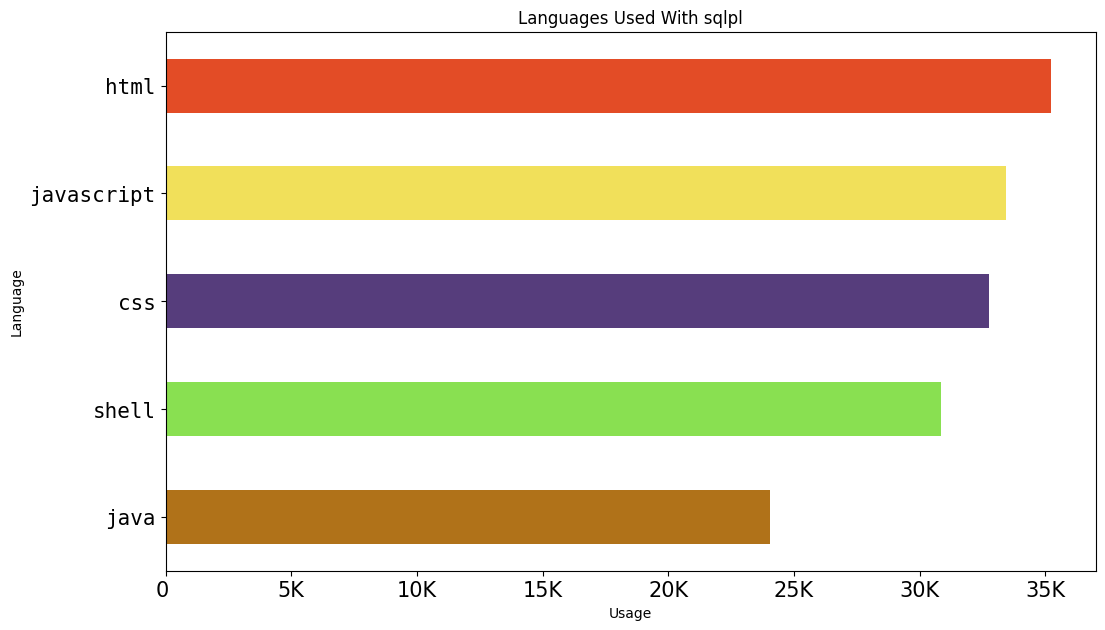 Languages Used With sqlpl
html
javascript
css
shell
java
Language
0 5K 10K 15K 20K 25K 30K 35K
Usage